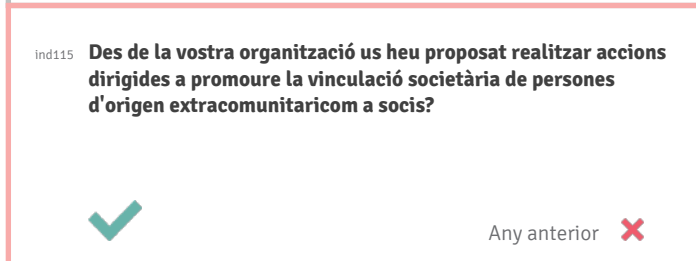 ind115 Des de la vostra organització us heu proposat realitzar accions
dirigides a promoure la vinculació societària de persones
d'origen extracomunitaricom a socis?
Any anterior